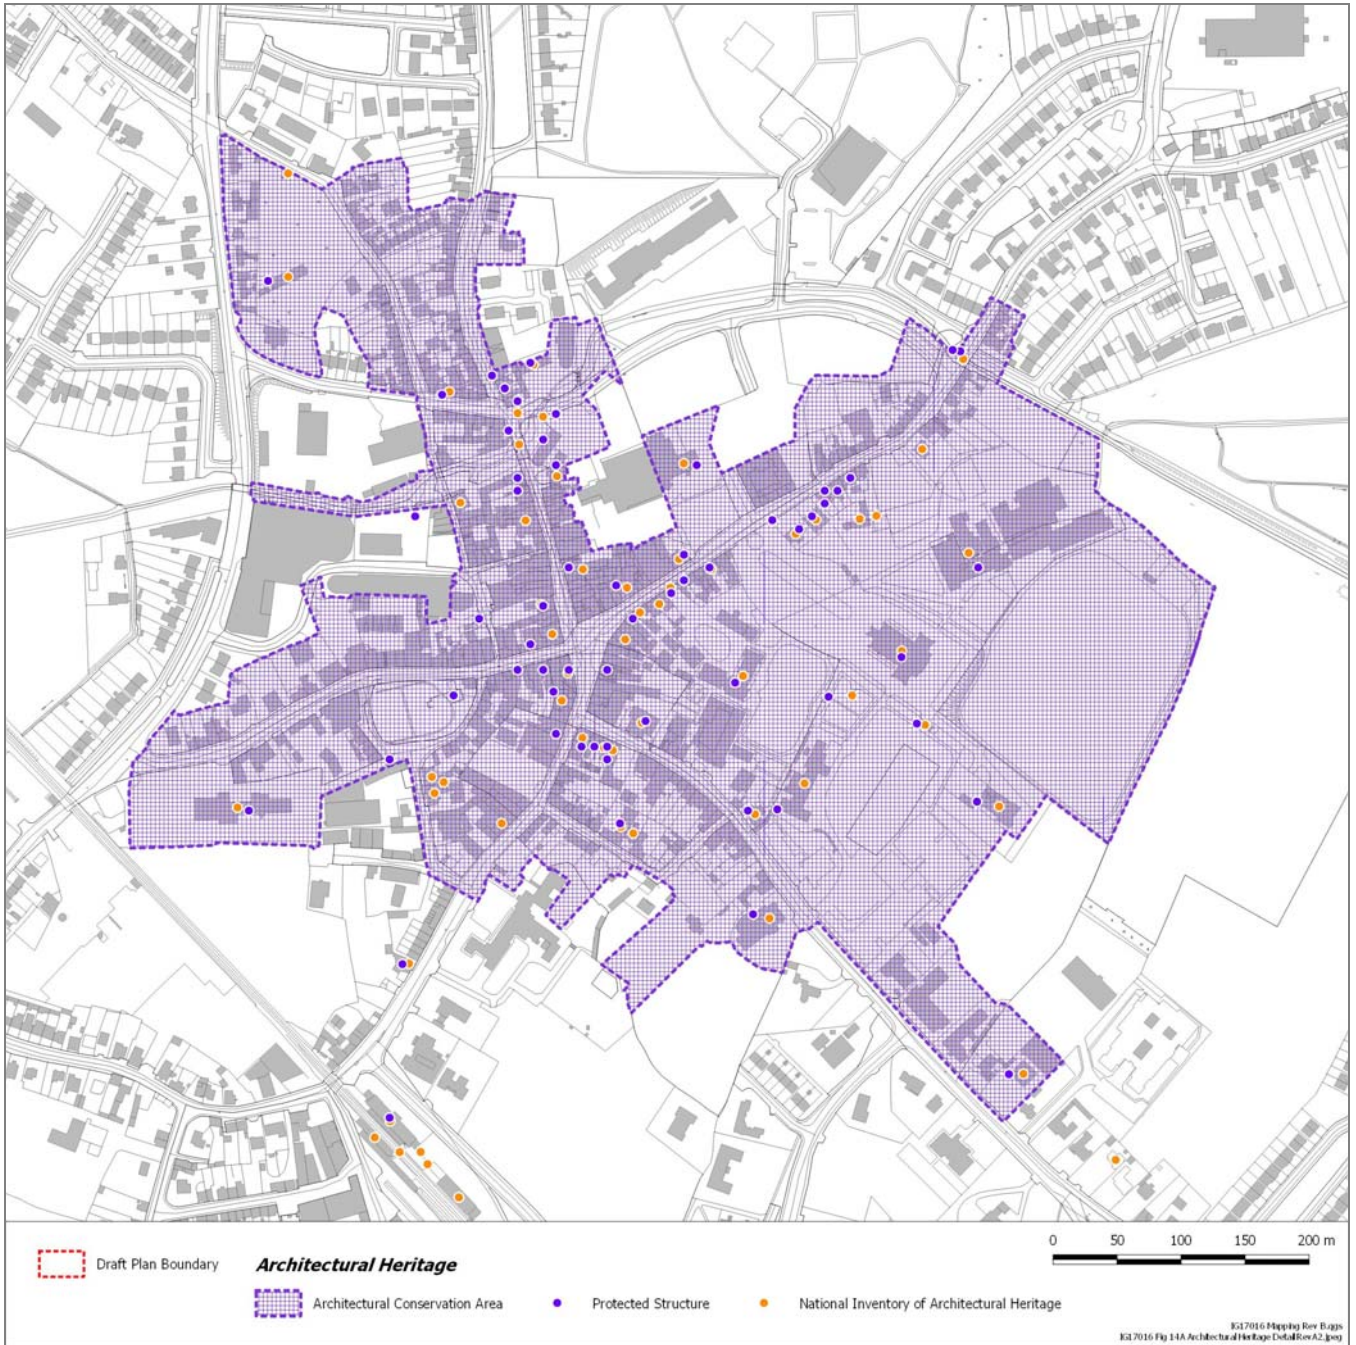 0 50 100 150 200 m
Draft Plan Boundary
Architectural Heritage
Architectural Conservation Area
Protected Structure
National Inventory of Architectural Heritage
IG17016 Mapping Rev B.qgs
IG17016 Fig 14A Architectural Heritage Detail RevA2.jpeg